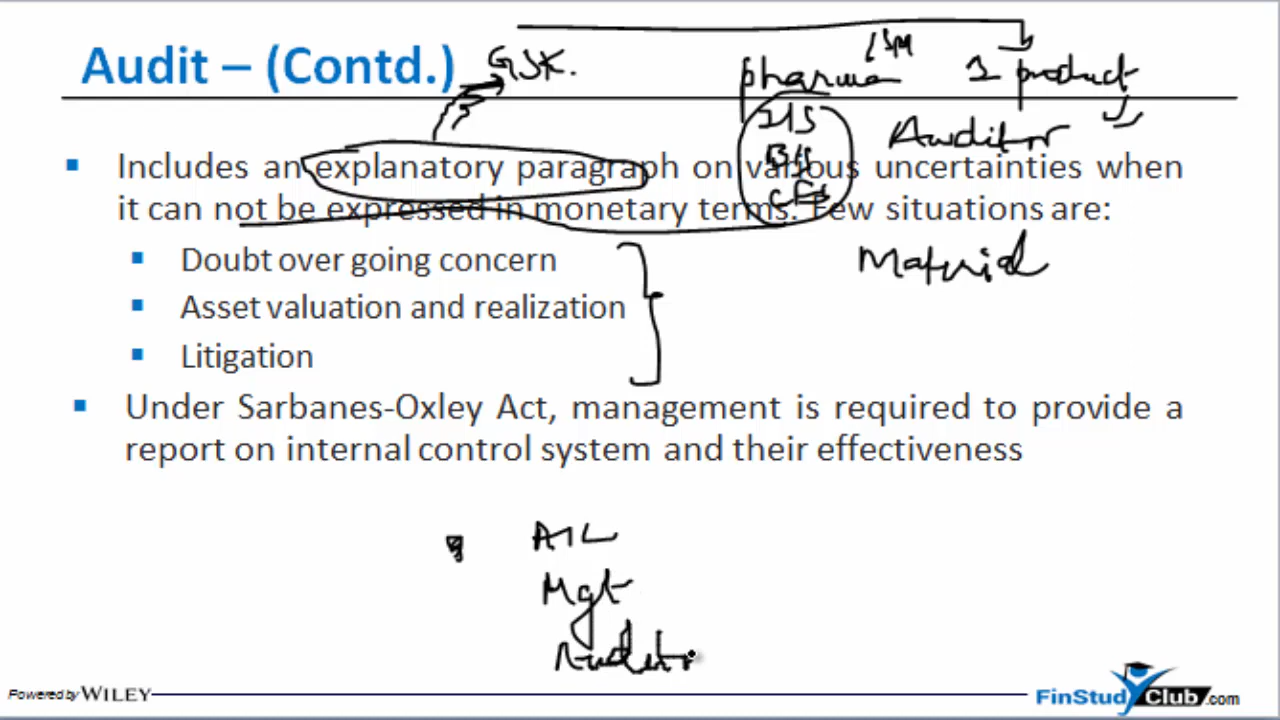 Audit – (Contd.)
GSK.
pharma
1 product
I/S
B/S
CFS
Auditor
Includes an explanatory paragraph on various uncertainties when
it can not be expressed in monetary terms. Few situations are:
Material
Doubt over going concern
Asset valuation and realization
Litigation
Under Sarbanes-Oxley Act, management is required to provide a
report on internal control system and their effectiveness
Mgt
Auditor
Powered by WILEY
FinStudyClub.com